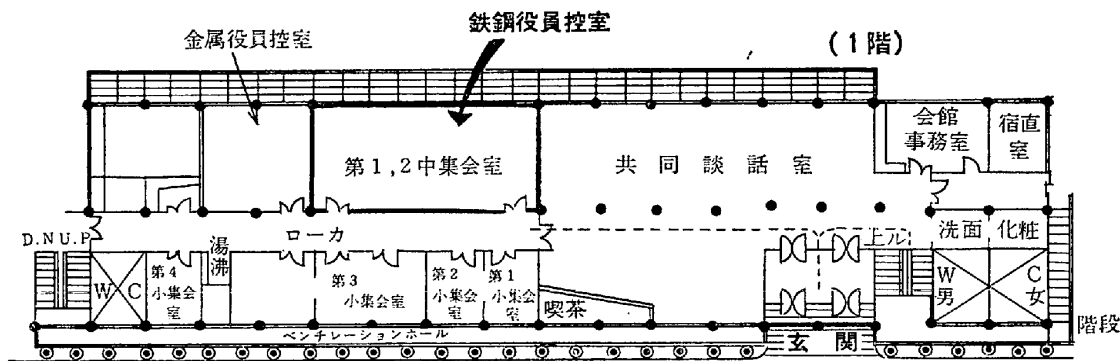 鉄鋼役員控室
金属役員控室
(1階)
会館
事務室
宿直
室
第1,2中集会室
共同談話室
D.N U.P
ローカ
上ル
洗面
化粧
湯
沸
WC
第4
小集会
室
第3
小集会室
第2
小集会
室
第1
小集会
室
喫茶
W
男
C
女
階段
ベンチレーションホール
玄関